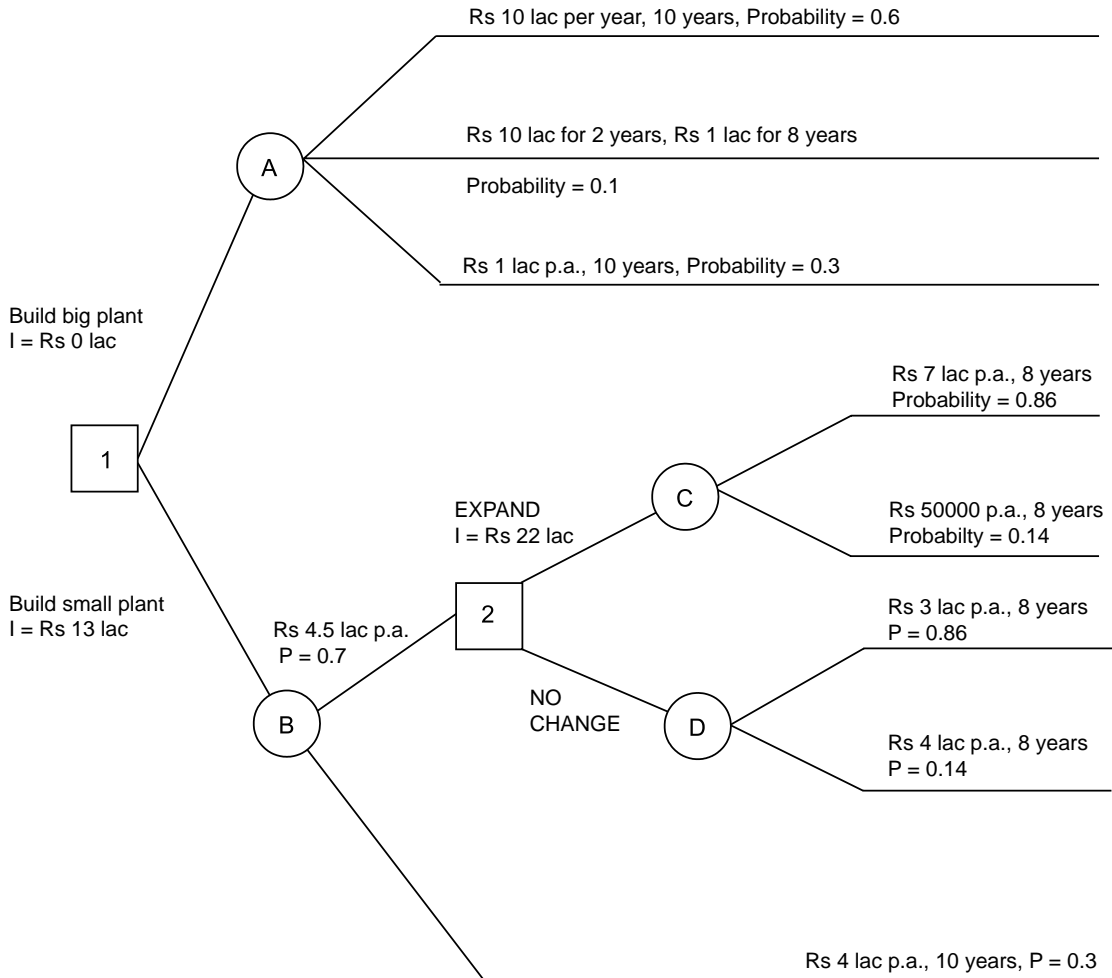 Rs 10 lac per year, 10 years, Probability = 0.6
Rs 10 lac for 2 years, Rs 1 lac for 8 years
A
Probability = 0.1
Rs 1 lac p.a., 10 years, Probability = 0.3
Build big plant
I = Rs 0 lac
Rs 7 lac p.a., 8 years
Probability = 0.86
1
C
EXPAND
I = Rs 22 lac
Rs 50000 p.a., 8 years
Probabilty = 0.14
Build small plant
I = Rs 13 lac
Rs 4.5 lac p.a.
P = 0.7
2
Rs 3 lac p.a., 8 years
P = 0.86
B
NO
CHANGE
D
Rs 4 lac p.a., 8 years
P = 0.14
Rs 4 lac p.a., 10 years, P = 0.3